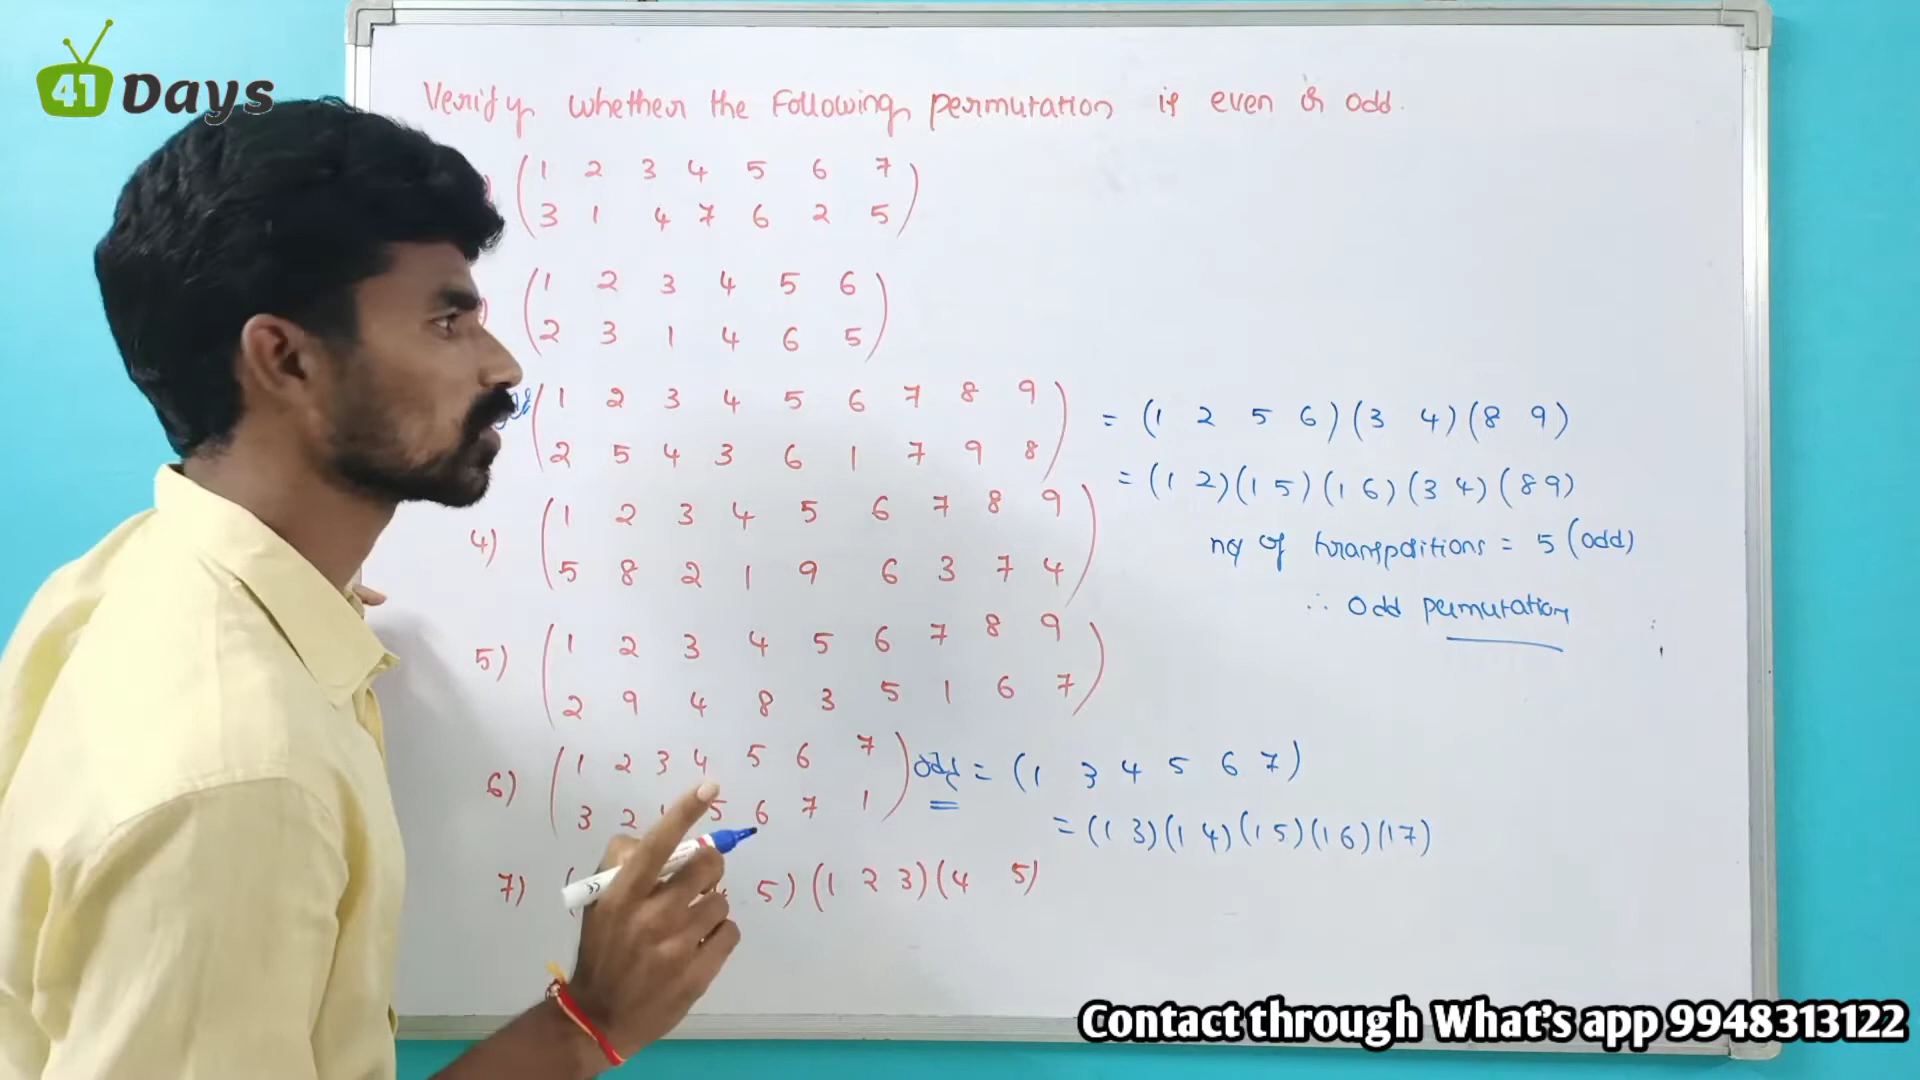 41 Days
Verify whether the following permutation is even or odd.
( 1 2 3 4 5 6 7 )
( 3 1 4 7 6 2 5 )
( 1 2 3 4 5 6 )
( 2 3 1 4 6 5 )
( 1 2 3 4 5 6 7 8 9 ) = (1 2 5 6)(3 4)(8 9)
( 2 5 4 3 6 1 7 9 8 ) = (1 2)(1 5)(1 6)(3 4)(8 9)
4) ( 1 2 3 4 5 6 7 8 9 )
( 5 8 2 1 9 6 3 7 4 )
no of transpositions = 5 (odd)
∴ odd permutation
5) ( 1 2 3 4 5 6 7 8 9 )
( 2 9 4 8 3 5 1 6 7 )
6) ( 1 2 3 4 5 6 7 ) odd = (1 3 4 5 6 7)
( 3 2 5 6 7 1 ) = (1 3)(1 4)(1 5)(1 6)(1 7)
7) ( 5)(1 2 3)(4 5)
Contact through What's app 9948313122